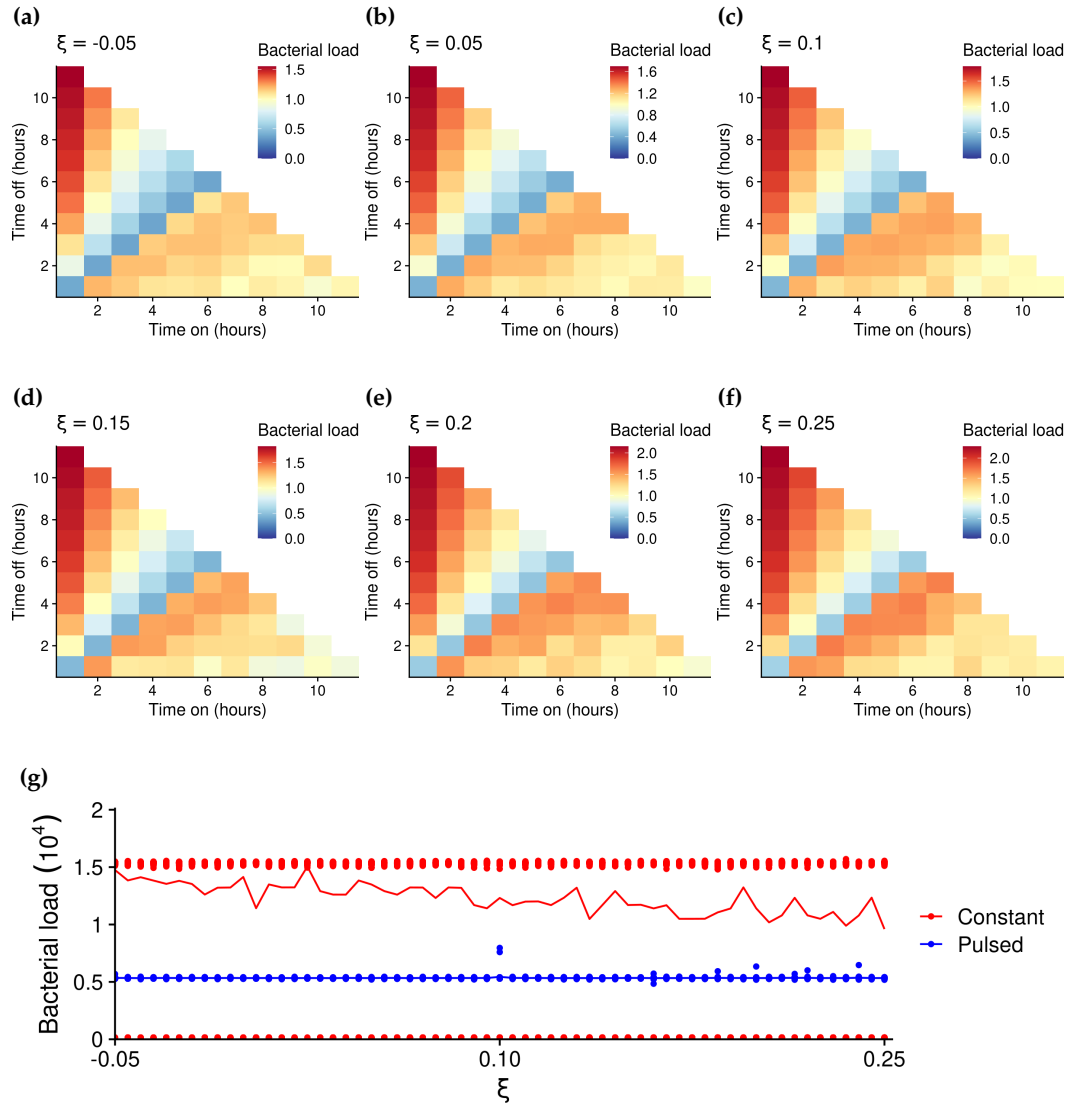 (a)
ξ = -0.05
Bacterial load
1.5
1.0
0.5
0.0
10
8
6
4
2
Time off (hours)
2 4 6 8 10
Time on (hours)
(b)
ξ = 0.05
Bacterial load
1.6
1.2
0.8
0.4
0.0
10
8
6
4
2
Time off (hours)
2 4 6 8 10
Time on (hours)
(c)
ξ = 0.1
Bacterial load
1.5
1.0
0.5
0.0
10
8
6
4
2
Time off (hours)
2 4 6 8 10
Time on (hours)
(d)
ξ = 0.15
Bacterial load
1.5
1.0
0.5
0.0
10
8
6
4
2
Time off (hours)
2 4 6 8 10
Time on (hours)
(e)
ξ = 0.2
Bacterial load
2.0
1.5
1.0
0.5
0.0
10
8
6
4
2
Time off (hours)
2 4 6 8 10
Time on (hours)
(f)
ξ = 0.25
Bacterial load
2.0
1.5
1.0
0.5
0.0
10
8
6
4
2
Time off (hours)
2 4 6 8 10
Time on (hours)
(g)
Bacterial load (10⁴)
2
1.5
1
0.5
0
-0.05 0.10 0.25
ξ
Constant
Pulsed